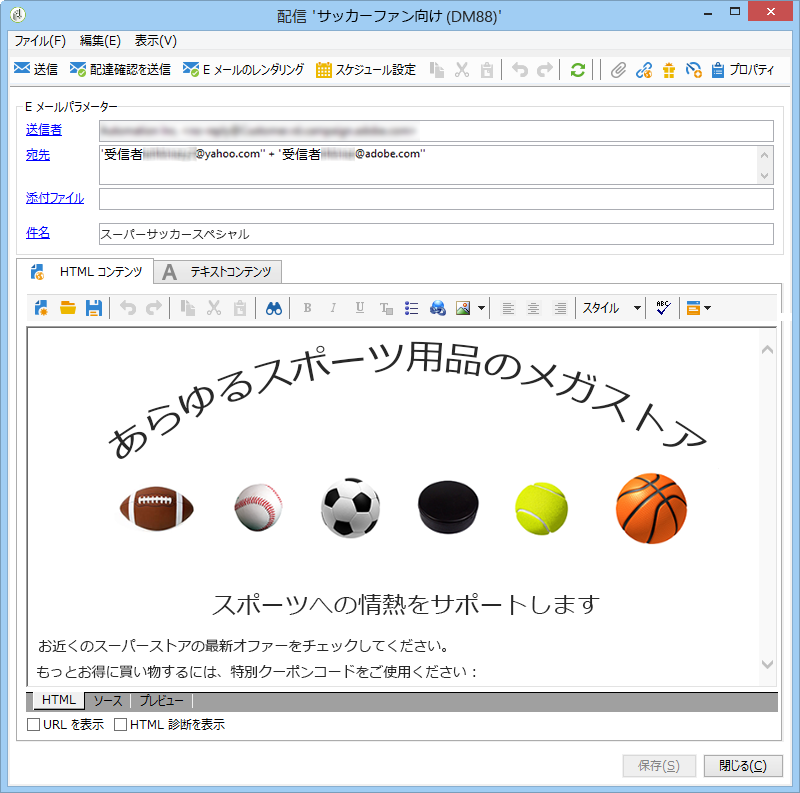 配信 'サッカーファン向け (DM88)'
ファイル(F) 編集(E) 表示(V)
送信 配達確認を送信 E メールのレンダリング スケジュール設定 プロパティ
E メールパラメーター
送信者
宛先 '受信者 @yahoo.com" + '受信者 @adobe.com"
添付ファイル
件名 スーパーサッカースペシャル
HTML コンテンツ A テキストコンテンツ
B I U T スタイル ABC
あらゆるスポーツ用品のメガストア
スポーツへの情熱をサポートします
お近くのスーパーストアの最新オファーをチェックしてください。
もっとお得に買い物するには、特別クーポンコードをご使用ください：
HTML ソース プレビュー
URL を表示 HTML 診断を表示
保存(S) 閉じる(C)